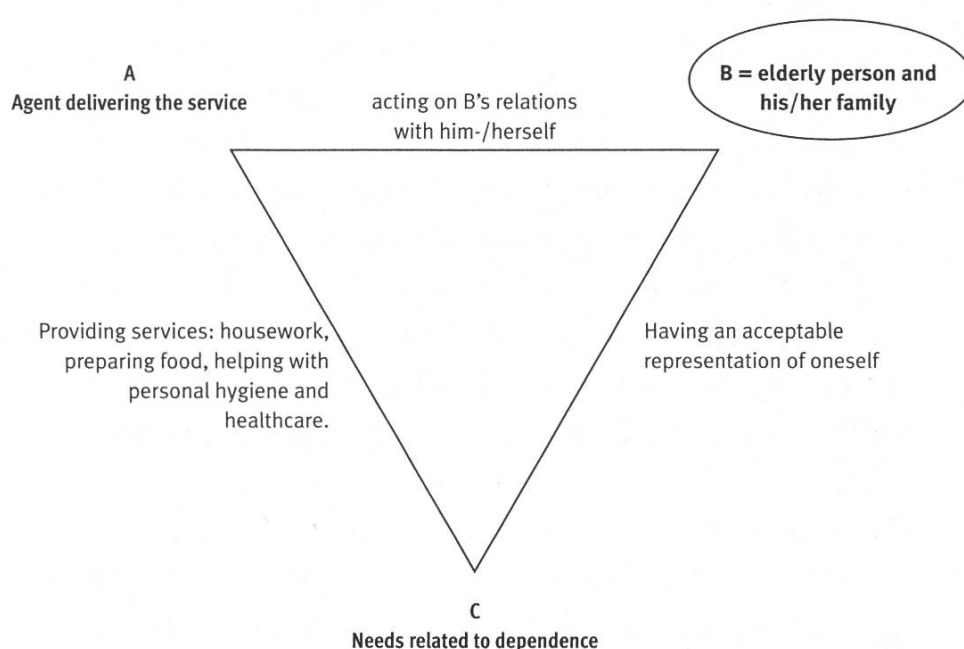 A
Agent delivering the service
acting on B's relations
with him-/herself
B = elderly person and
his/her family
Providing services: housework,
preparing food, helping with
personal hygiene and
healthcare.
Having an acceptable
representation of oneself
C
Needs related to dependence